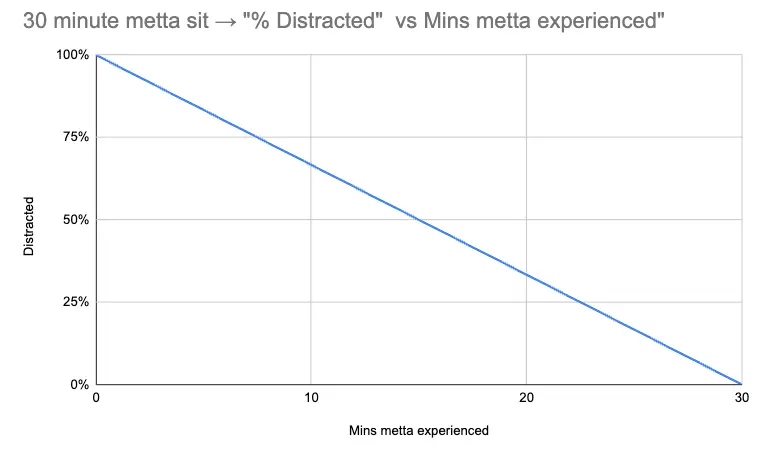 30 minute metta sit → "% Distracted"  vs Mins metta experienced"
100%
75%
50%
25%
0%
Distracted
0 10 20 30
Mins metta experienced